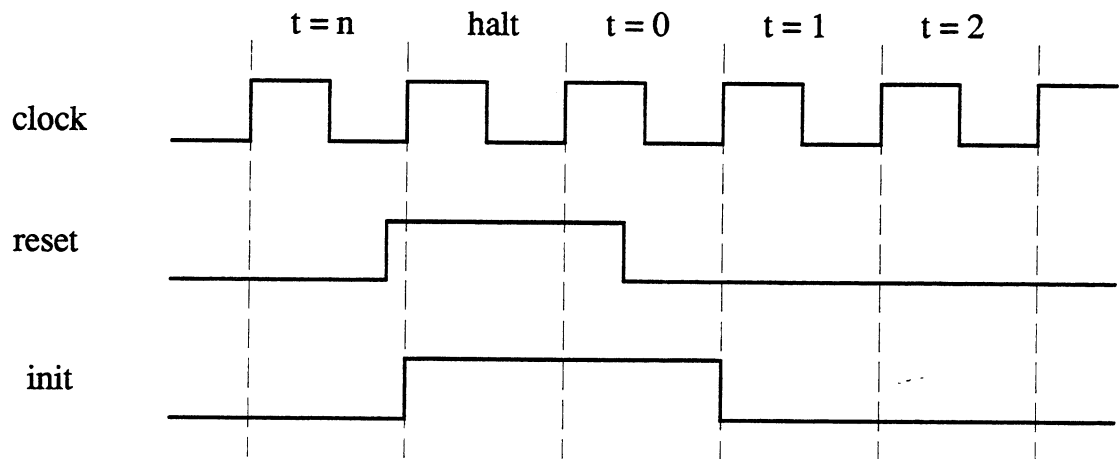 t = n halt t = 0 t = 1 t = 2
clock
reset
init